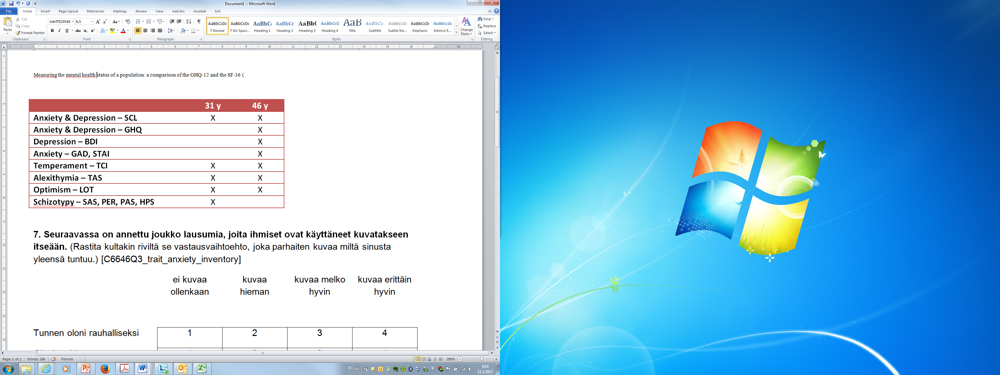 Document1 - Microsoft Word
File Home Insert Page Layout References Mailings Review View Add-Ins Acrobat SAS
Paste
Cut
Copy
Format Painter
Clipboard
AdvTT5235d5 6,5
Font
Paragraph
AaBbCcDc AaBbCcDc AaBbC AaBbCc AaBb( AaBbCcD AaB AaBbCc. AaBbCcDc AaBbCcDc AaBbCcDc
¶ Normal ¶ No Spaci... Heading 1 Heading 2 Heading 3 Heading 4 Title Subtitle Subtle Em... Emphasis Intense E...
Styles
Change Styles
Find
Replace
Select
Editing
Measuring the mental health status of a population: a comparison of the GHQ-12 and the SF-36 (
31 y 46 y
Anxiety & Depression – SCL X X
Anxiety & Depression – GHQ X
Depression – BDI X
Anxiety – GAD, STAI X
Temperament – TCI X X
Alexithymia – TAS X X
Optimism – LOT X X
Schizotypy – SAS, PER, PAS, HPS X
7. Seuraavassa on annettu joukko lausumia, joita ihmiset ovat käyttäneet kuvatakseen
itseään. (Rastita kultakin riviltä se vastausvaihtoehto, joka parhaiten kuvaa miltä sinusta
yleensä tuntuu.) [C6646Q3_trait_anxiety_inventory]
ei kuvaa kuvaa kuvaa melko kuvaa erittäin
ollenkaan hieman hyvin hyvin
Tunnen oloni rauhalliseksi 1 2 3 4
Page: 1 of 2 Words: 186 Finnish 200%
FI 9:14
11.3.2015